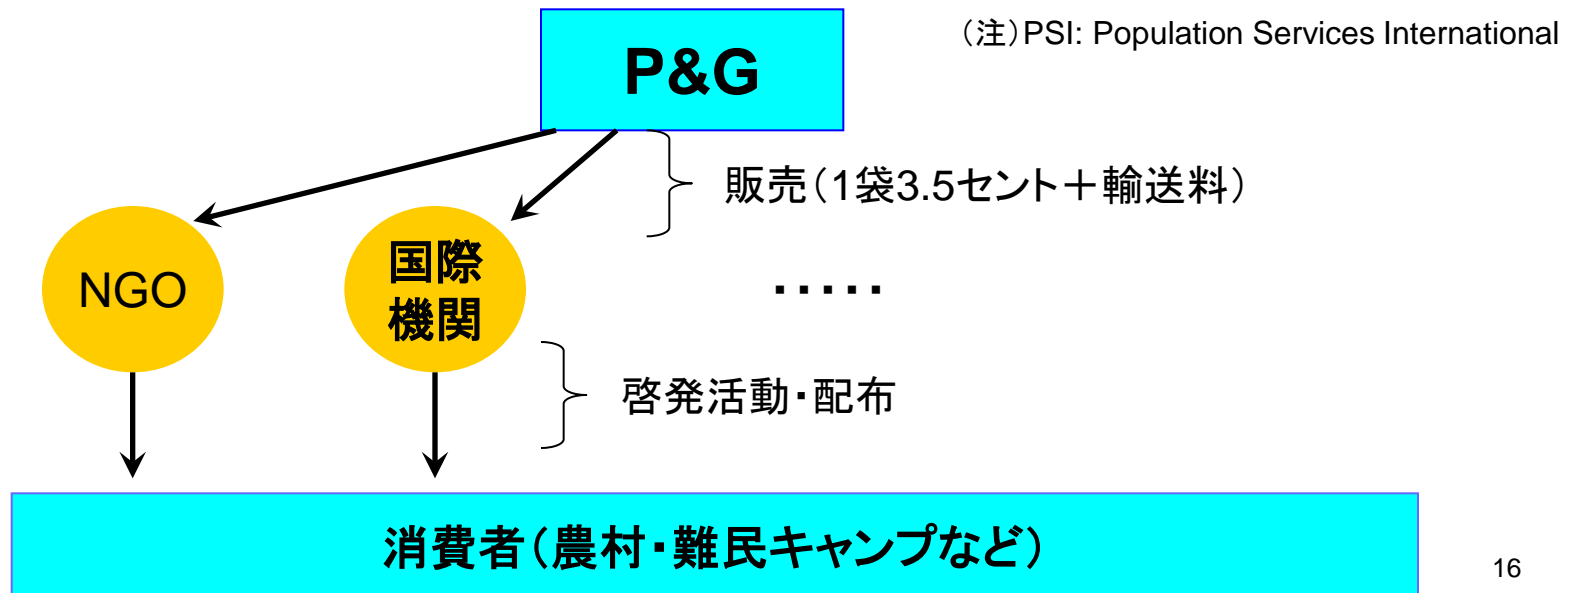 (注)PSI: Population Services International
P&G
販売(1袋3.5セント+輸送料)
NGO
国際
機関
・・・・・
啓発活動・配布
消費者(農村・難民キャンプなど)
16